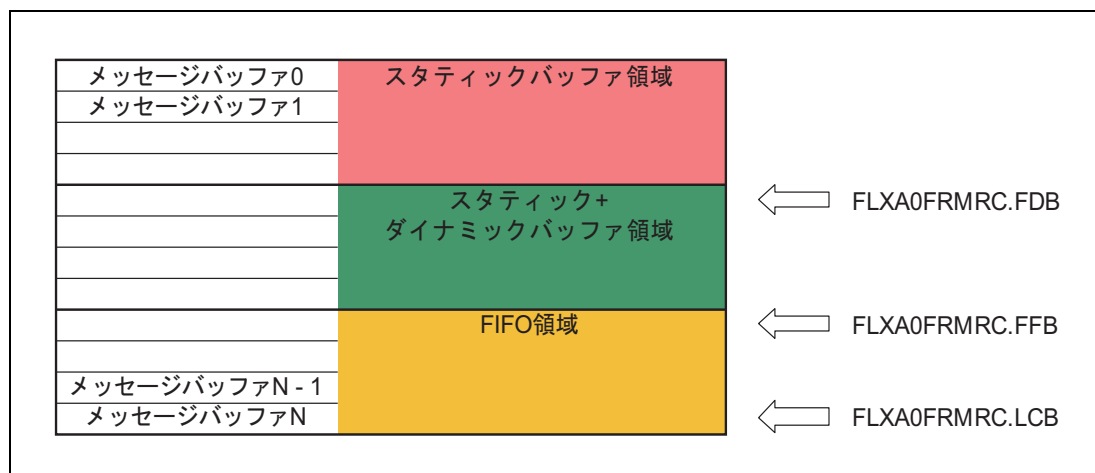 メッセージバッファ0
スタティックバッファ領域
メッセージバッファ1
スタティック+
ダイナミックバッファ領域
FLXA0FRMRC.FDB
FIFO領域
FLXA0FRMRC.FFB
メッセージバッファN - 1
メッセージバッファN
FLXA0FRMRC.LCB